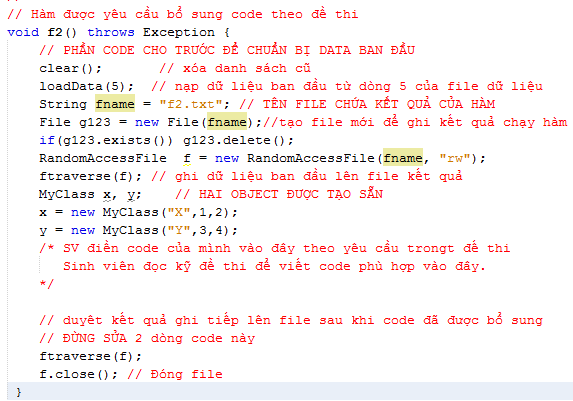 // Hàm được yêu cầu bổ sung code theo đề thi
void f2() throws Exception {
// PHẦN CODE CHO TRƯỚC ĐỂ CHUẨN BỊ DATA BAN ĐẦU
clear(); // xóa danh sách cũ
loadData(5); // nạp dữ liệu ban đầu từ dòng 5 của file dữ liệu
String fname = "f2.txt"; // TÊN FILE CHỨA KẾT QUẢ CỦA HÀM
File g123 = new File(fname);//tạo file mới để ghi kết quả chạy hàm
if(g123.exists()) g123.delete();
RandomAccessFile f = new RandomAccessFile(fname, "rw");
ftraverse(f); // ghi dữ liệu ban đầu lên file kết quả
MyClass x, y; // HAI OBJECT ĐƯỢC TẠO SẴN
x = new MyClass("X",1,2);
y = new MyClass("Y",3,4);
/* SV điền code của mình vào đây theo yêu cầu trongt đề thi
Sinh viên đọc kỹ đề thi để viết code phù hợp vào đây.
*/
// duyêt kết quả ghi tiếp lên file sau khi code đã được bổ sung
// ĐỪNG SỬA 2 dòng code này
ftraverse(f);
f.close(); // Đóng file
}